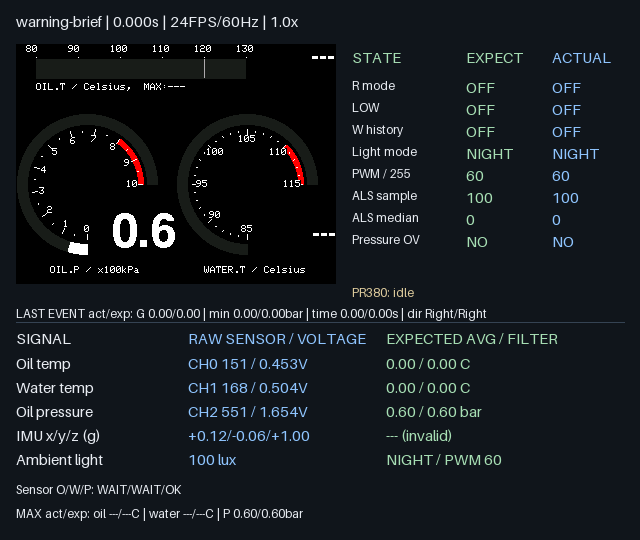 warning-brief | 0.000s | 24FPS/60Hz | 1.0x
80 90 100 110 120 130
---
OIL.T / Celsius, MAX:---
STATE EXPECT ACTUAL
R mode OFF OFF
LOW OFF OFF
W history OFF OFF
Light mode NIGHT NIGHT
PWM / 255 60 60
ALS sample 100 100
ALS median 0 0
Pressure OV NO NO
PR380: idle
0 1 2 3 4 5 6 7 8 9 10
0.6
OIL.P / x100kPa
85 90 95 100 105 110 115
---
WATER.T / Celsius
LAST EVENT act/exp: G 0.00/0.00 | min 0.00/0.00bar | time 0.00/0.00s | dir Right/Right
SIGNAL RAW SENSOR / VOLTAGE EXPECTED AVG / FILTER
Oil temp CH0 151 / 0.453V 0.00 / 0.00 C
Water temp CH1 168 / 0.504V 0.00 / 0.00 C
Oil pressure CH2 551 / 1.654V 0.60 / 0.60 bar
IMU x/y/z (g) +0.12/-0.06/+1.00 --- (invalid)
Ambient light 100 lux NIGHT / PWM 60
Sensor O/W/P: WAIT/WAIT/OK
MAX act/exp: oil ---/---C | water ---/---C | P 0.60/0.60bar